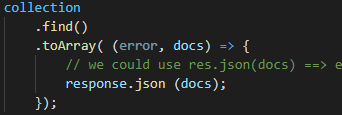 collection
.find()
.toArray( (error, docs) => {
// we could use res.json(docs) ==> e
response.json (docs);
});